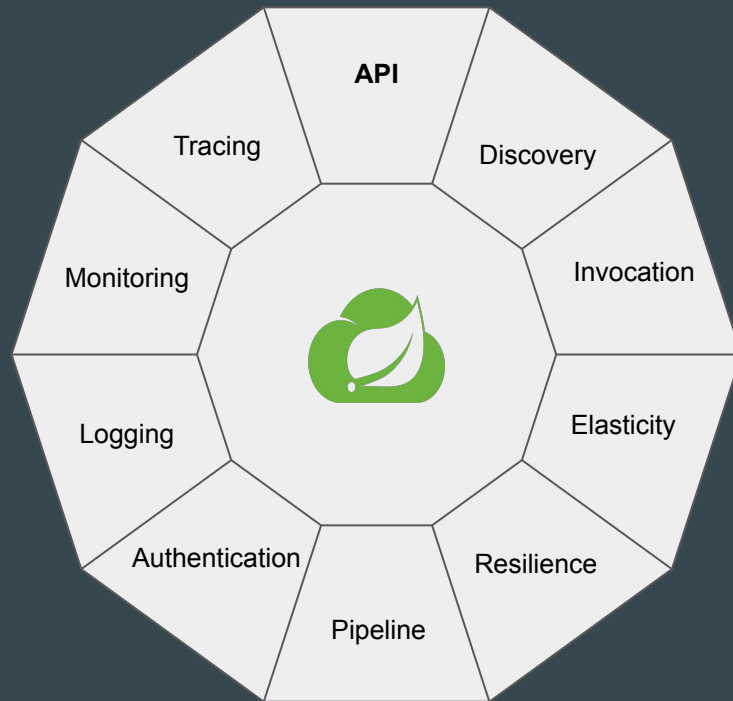 API
Discovery
Invocation
Elasticity
Resilience
Pipeline
Authentication
Logging
Monitoring
Tracing